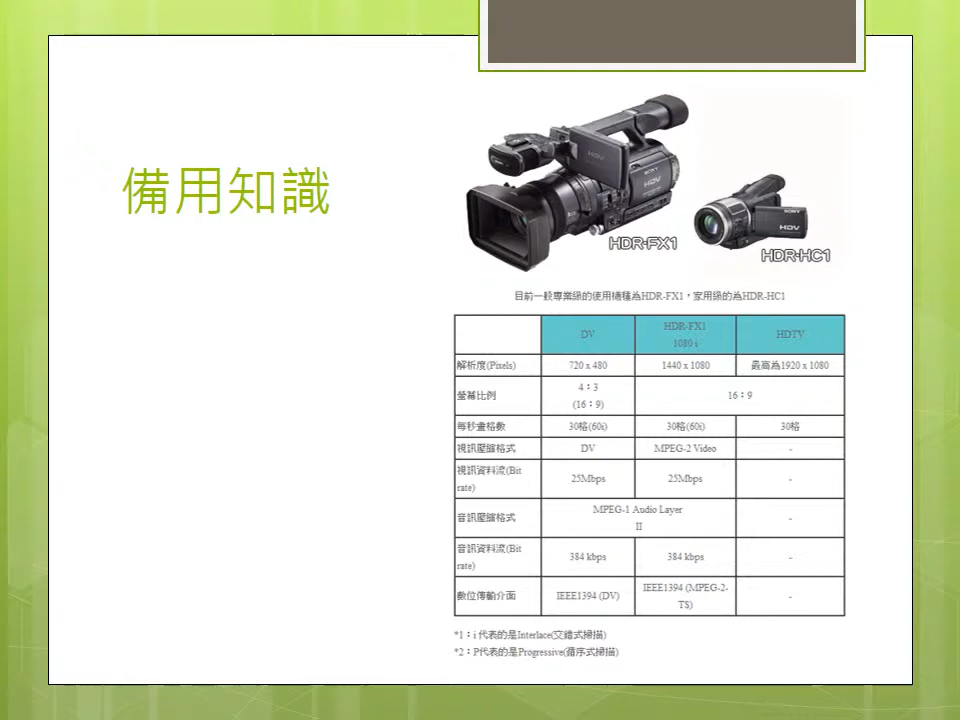 備用知識
SONY
HDV
HDV
HDR-FX1
SONY
HDV
HDR-HC1
目前一般專業級的使用機種為HDR-FX1，家用級的為HDR-HC1
DV
HDR-FX1
1080 i
HDTV
解析度(Pixels)
720 x 480
1440 x 1080
最高為1920 x 1080
螢幕比例
4：3
(16：9)
16：9
每秒畫格數
30格(60i)
30格(60i)
30格
視訊壓縮格式
DV
MPEG-2 Video
-
視訊資料流(Bit
rate)
25Mbps
25Mbps
-
音訊壓縮格式
MPEG-1 Audio Layer
II
-
音訊資料流(Bit
rate)
384 kbps
384 kbps
-
數位傳輸介面
IEEE1394 (DV)
IEEE1394 (MPEG-2-
TS)
-
*1：i 代表的是Interlace(交錯式掃描)
*2：P代表的是Progressive(循序式掃描)